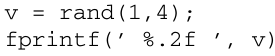 v = rand(1,4);
fprintf(' %.2f ', v)